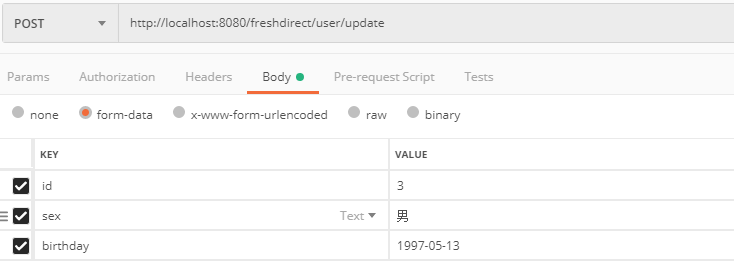 POST http://localhost:8080/freshdirect/user/update
Params Authorization Headers Body Pre-request Script Tests
none form-data x-www-form-urlencoded raw binary
KEY VALUE
id 3
sex Text 男
birthday 1997-05-13